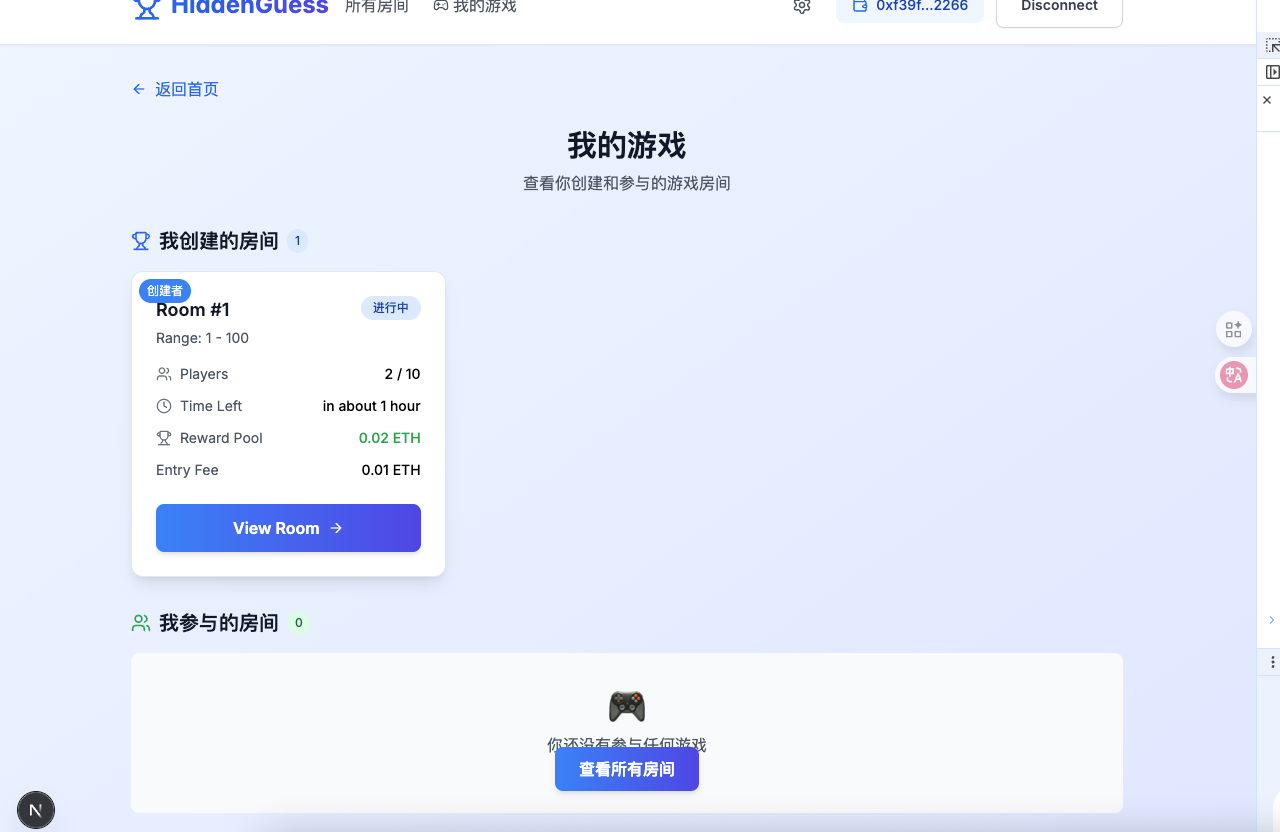 HiddenGuess
所有房间
我的游戏
0xf39f...2266
Disconnect
返回首页
我的游戏
查看你创建和参与的游戏房间
我创建的房间 1
创建者
Room #1
进行中
Range: 1 - 100
Players 2 / 10
Time Left in about 1 hour
Reward Pool 0.02 ETH
Entry Fee 0.01 ETH
View Room
我参与的房间 0
你还没有参与任何游戏
查看所有房间
N
中
A